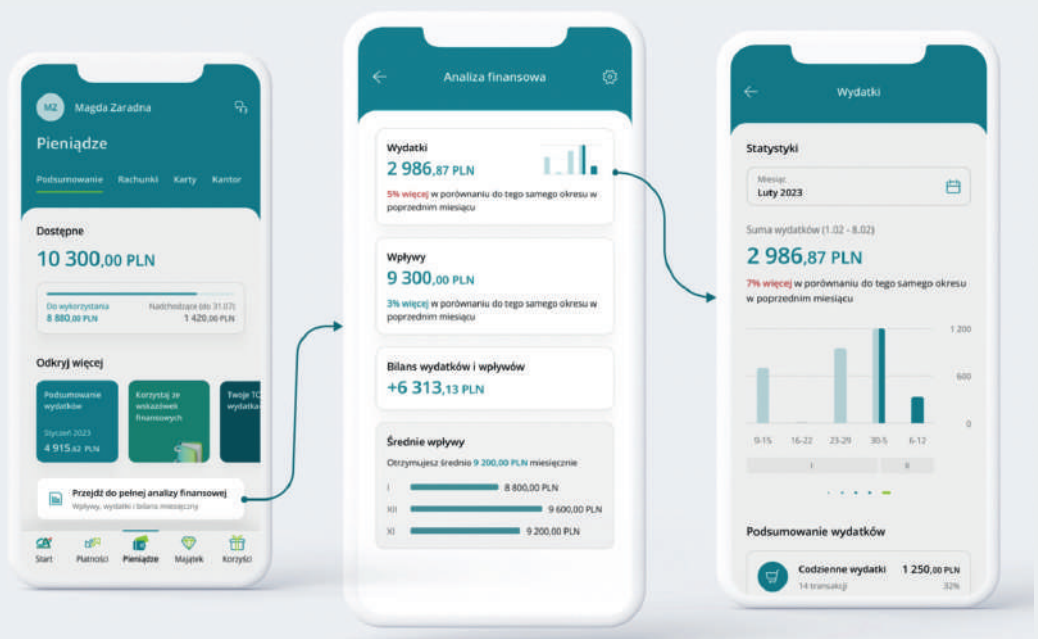 MZ
Magda Zaradna
Pieniądze
Podsumowanie Rachunki Karty Kantor
Dostępne
10 300,00 PLN
Do wykorzystania Nadchodzące (do 31.07)
8 880,00 PLN 1 420,00 PLN
Odkryj więcej
Podsumowanie
wydatków
Styczeń 2023
4 915,62 PLN
Korzystaj ze
wskazówek
finansowych
Twoje TO
wydatka
Przejdź do pełnej analizy finansowej
Wpływy, wydatki i bilans miesięczny
CA
Start Płatności Pieniądze Majątek Korzyści
Analiza finansowa
Wydatki
2 986,87 PLN
5% więcej w porównaniu do tego samego okresu w
poprzednim miesiącu
Wpływy
9 300,00 PLN
3% więcej w porównaniu do tego samego okresu w
poprzednim miesiącu
Bilans wydatków i wpływów
+6 313,13 PLN
Średnie wpływy
Otrzymujesz średnio 9 200,00 PLN miesięcznie
I 8 800,00 PLN
XII 9 600,00 PLN
XI 9 200,00 PLN
Wydatki
Statystyki
Miesiąc
Luty 2023
Suma wydatków (1.02 - 8.02)
2 986,87 PLN
7% więcej w porównaniu do tego samego okresu
w poprzednim miesiącu
1 200
600
0
9-15 16-22 23-29 30-5 6-12
I II
Podsumowanie wydatków
Codzienne wydatki 1 250,00 PLN
14 transakcji 32%